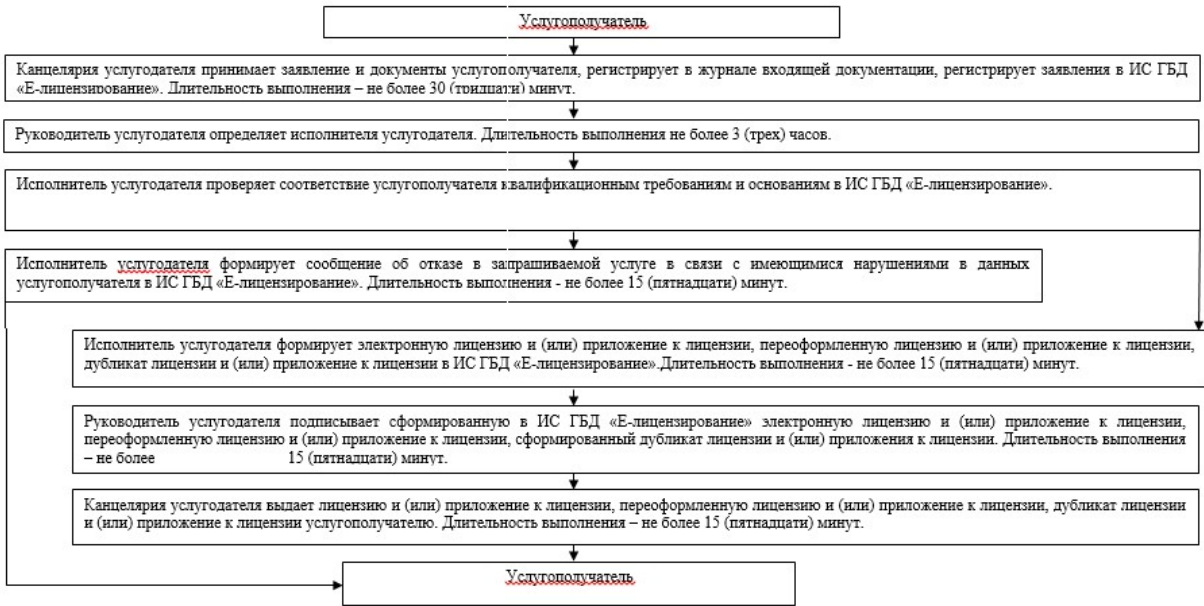 Услугополучатель
Канцелярия услугодателя принимает заявление и документы услугополучателя, регистрирует в журнале входящей документации, регистрирует заявления в ИС ГБД
«Е-лицензирование». Длительность выполнения – не более 30 (тридцати) минут.
Руководитель услугодателя определяет исполнителя услугодателя. Длительность выполнения не более 3 (трех) часов.
Исполнитель услугодателя проверяет соответствие услугополучателя квалификационным требованиям и основаниям в ИС ГБД «Е-лицензирование».
Исполнитель услугодателя формирует сообщение об отказе в запрашиваемой услуге в связи с имеющимися нарушениями в данных
услугополучателя в ИС ГБД «Е-лицензирование». Длительность выполнения - не более 15 (пятнадцати) минут.
Исполнитель услугодателя формирует электронную лицензию и (или) приложение к лицензии, переоформленную лицензию и (или) приложение к лицензии,
дубликат лицензии и (или) приложение к лицензии в ИС ГБД «Е-лицензирование».Длительность выполнения - не более 15 (пятнадцати) минут.
Руководитель услугодателя подписывает сформированную в ИС ГБД «Е-лицензирование» электронную лицензию и (или) приложение к лицензии,
переоформленную лицензию и (или) приложение к лицензии, сформированный дубликат лицензии и (или) приложения к лицензии. Длительность выполнения
– не более 15 (пятнадцати) минут.
Канцелярия услугодателя выдает лицензию и (или) приложение к лицензии, переоформленную лицензию и (или) приложение к лицензии, дубликат лицензии
и (или) приложение к лицензии услугополучателю. Длительность выполнения – не более 15 (пятнадцати) минут.
Услугополучатель